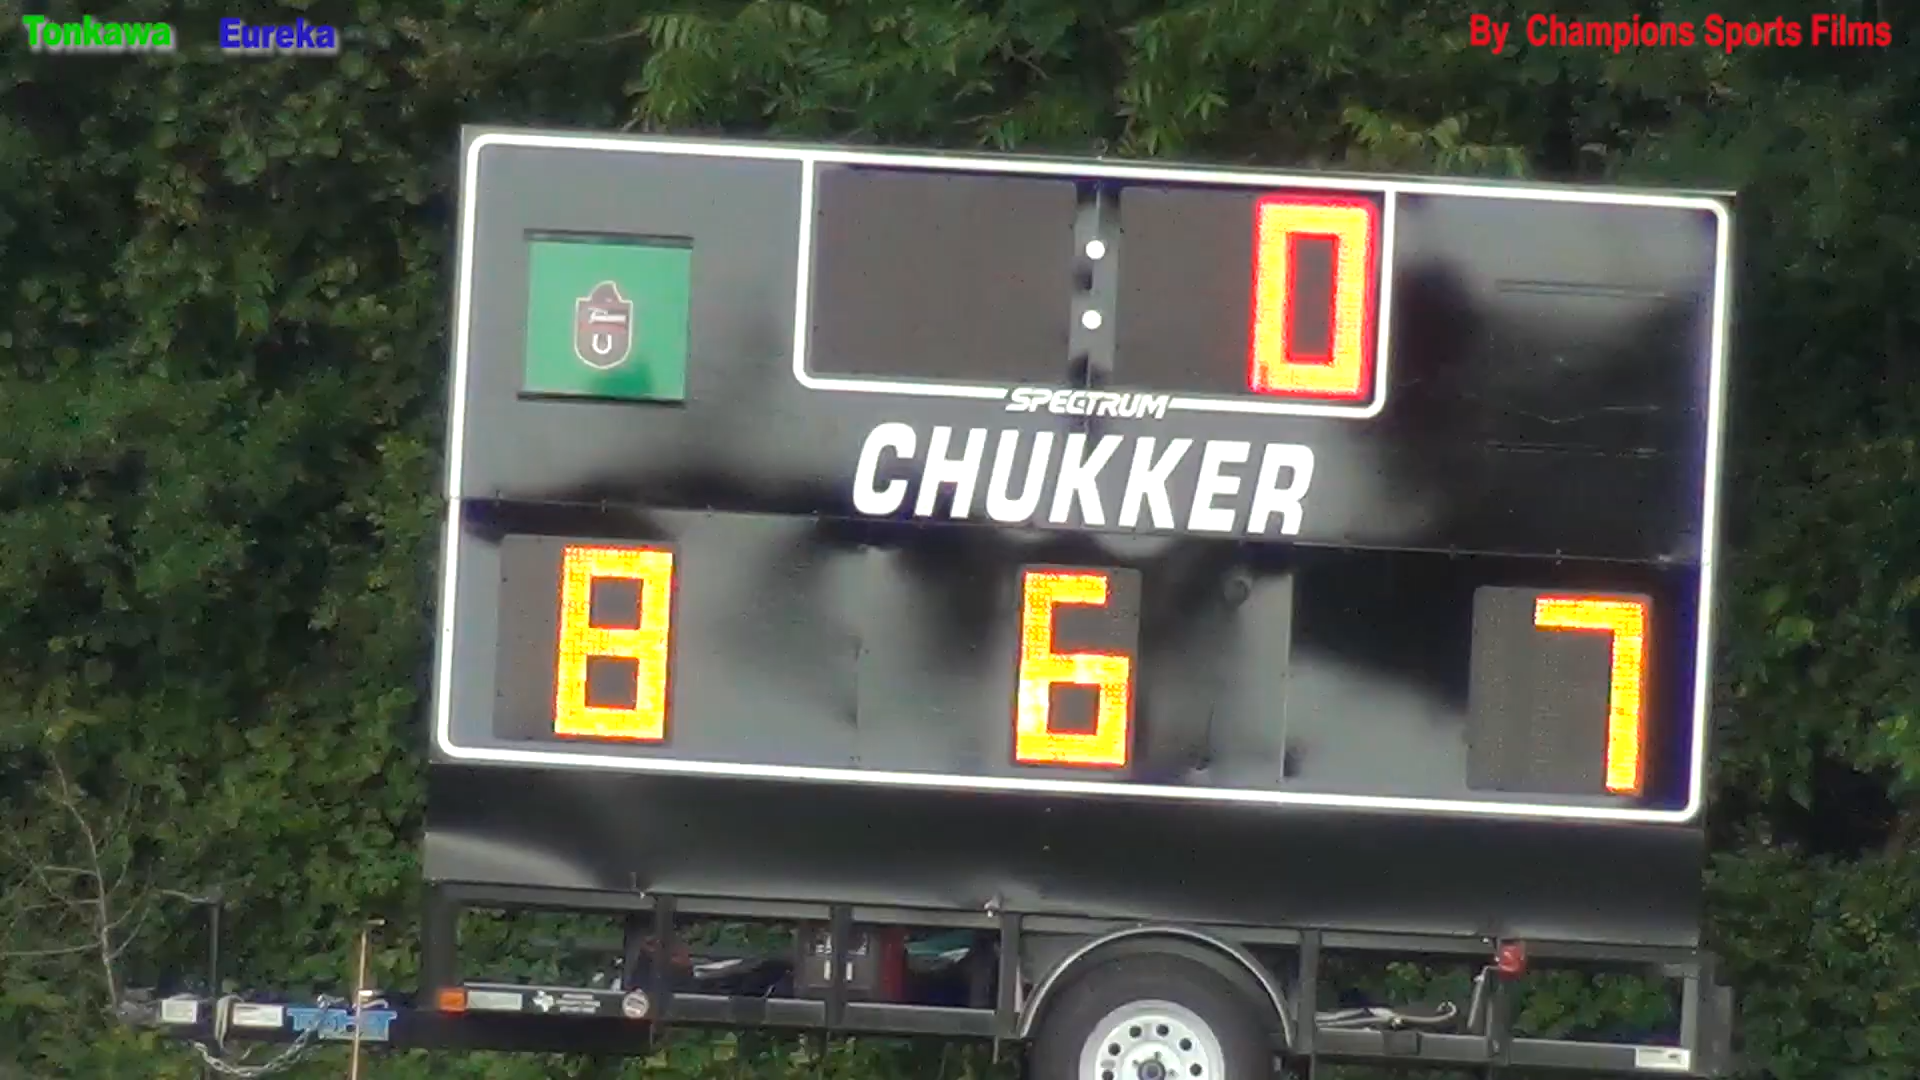 Tonkawa Eureka
By Champions Sports Films
0
SPECTRUM
CHUKKER
8 6 7